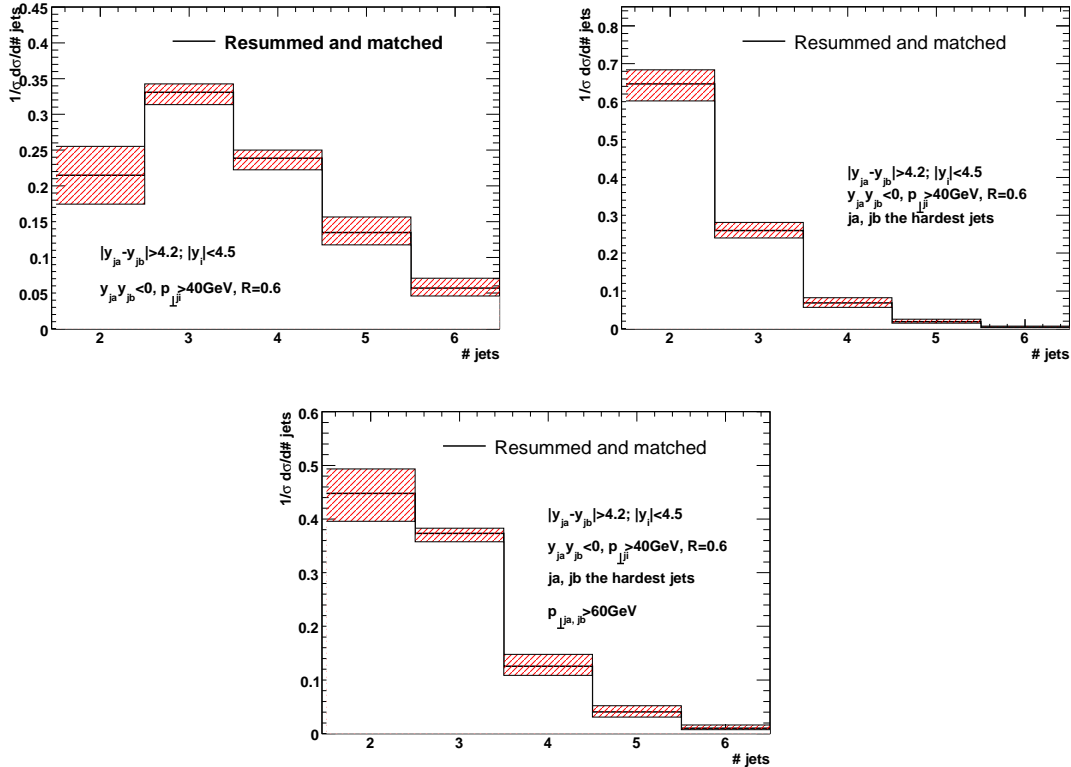 1/σ dσ/d# jets
0.45
0.4
0.35
0.3
0.25
0.2
0.15
0.1
0.05
0
Resummed and matched
|y_ja-y_jb|>4.2; |y_i|<4.5
y_ja y_jb<0, p_⊥ji>40GeV, R=0.6
2 3 4 5 6
# jets
1/σ dσ/d# jets
0.8
0.7
0.6
0.5
0.4
0.3
0.2
0.1
0
Resummed and matched
|y_ja-y_jb|>4.2; |y_i|<4.5
y_ja y_jb<0, p_⊥ji>40GeV, R=0.6
ja, jb the hardest jets
2 3 4 5 6
# jets
1/σ dσ/d# jets
0.6
0.5
0.4
0.3
0.2
0.1
0
Resummed and matched
|y_ja-y_jb|>4.2; |y_i|<4.5
y_ja y_jb<0, p_⊥ji>40GeV, R=0.6
ja, jb the hardest jets
p_⊥ja, jb>60GeV
2 3 4 5 6
# jets